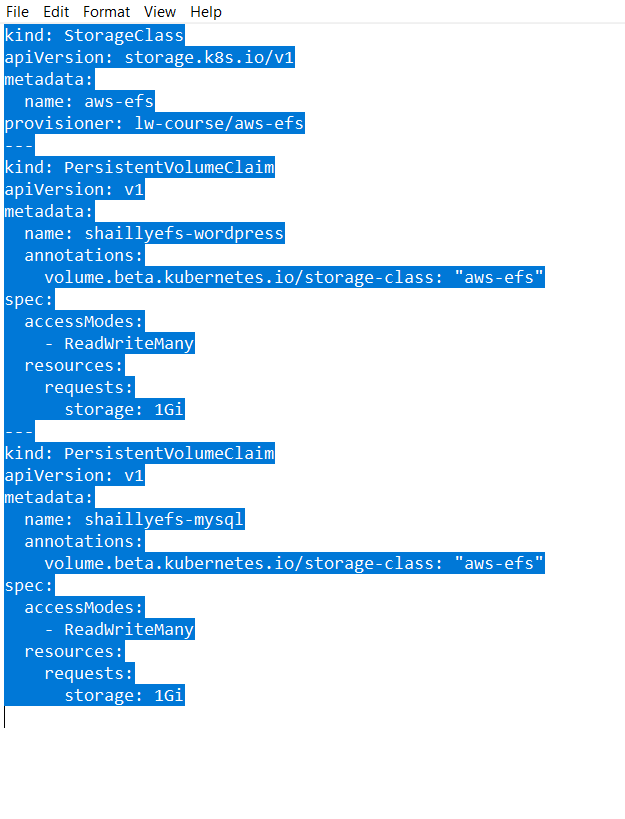 File Edit Format View Help
kind: StorageClass
apiVersion: storage.k8s.io/v1
metadata:
  name: aws-efs
provisioner: lw-course/aws-efs
---
kind: PersistentVolumeClaim
apiVersion: v1
metadata:
  name: shaillyefs-wordpress
  annotations:
    volume.beta.kubernetes.io/storage-class: "aws-efs"
spec:
  accessModes:
    - ReadWriteMany
  resources:
    requests:
      storage: 1Gi
---
kind: PersistentVolumeClaim
apiVersion: v1
metadata:
  name: shaillyefs-mysql
  annotations:
    volume.beta.kubernetes.io/storage-class: "aws-efs"
spec:
  accessModes:
    - ReadWriteMany
  resources:
    requests:
      storage: 1Gi